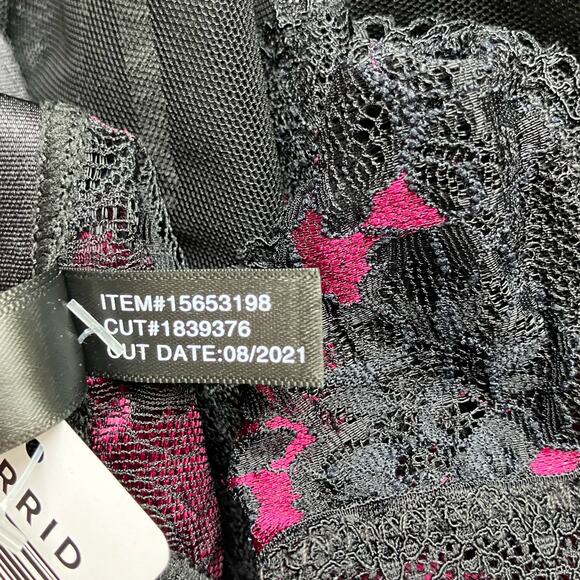 ITEM#15653198
CUT#1839376
CUT DATE:08/2021
RRID